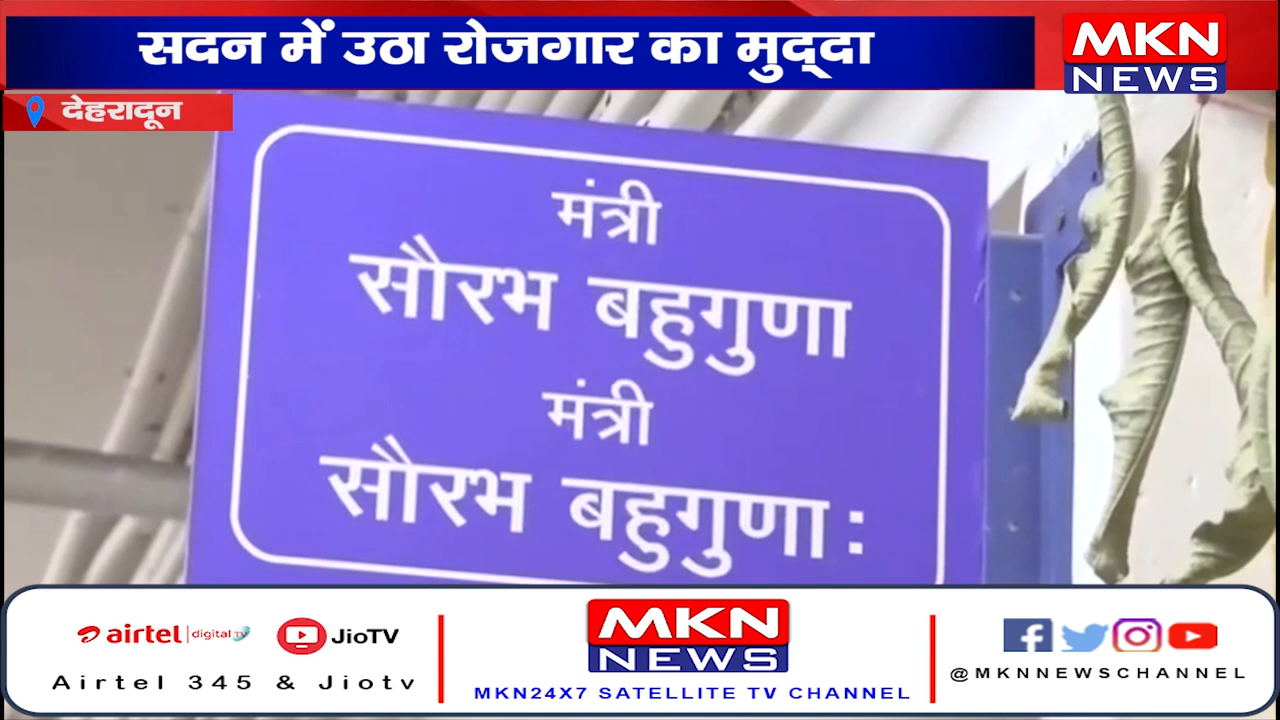 सदन में उठा रोजगार का मुद्दा
MKN
NEWS
देहरादून
मंत्री
सौरभ बहुगुणा
मंत्री
सौरभ बहुगुणा :
airtel digital TV
JioTV
Airtel 345 & Jiotv
MKN
NEWS
MKN24X7 SATELLITE TV CHANNEL
@MKNNEWSCHANNEL